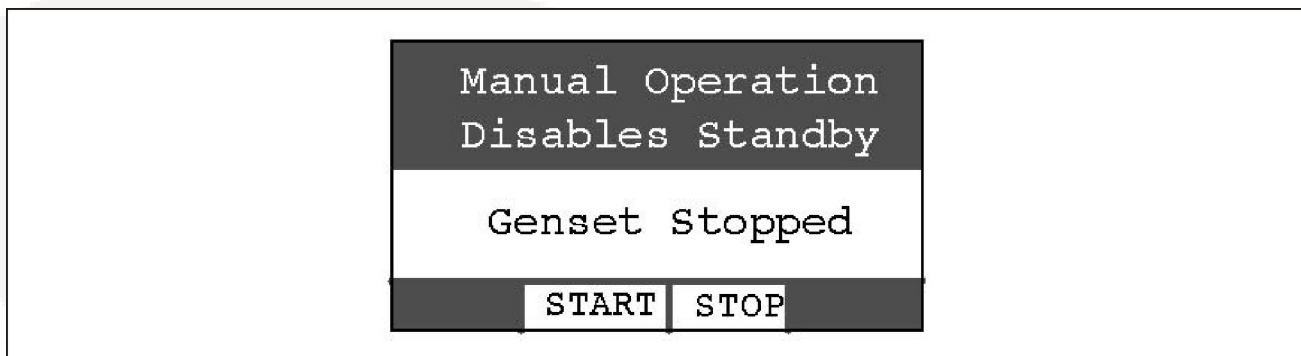 Manual Operation
Disables Standby
Genset Stopped
START STOP